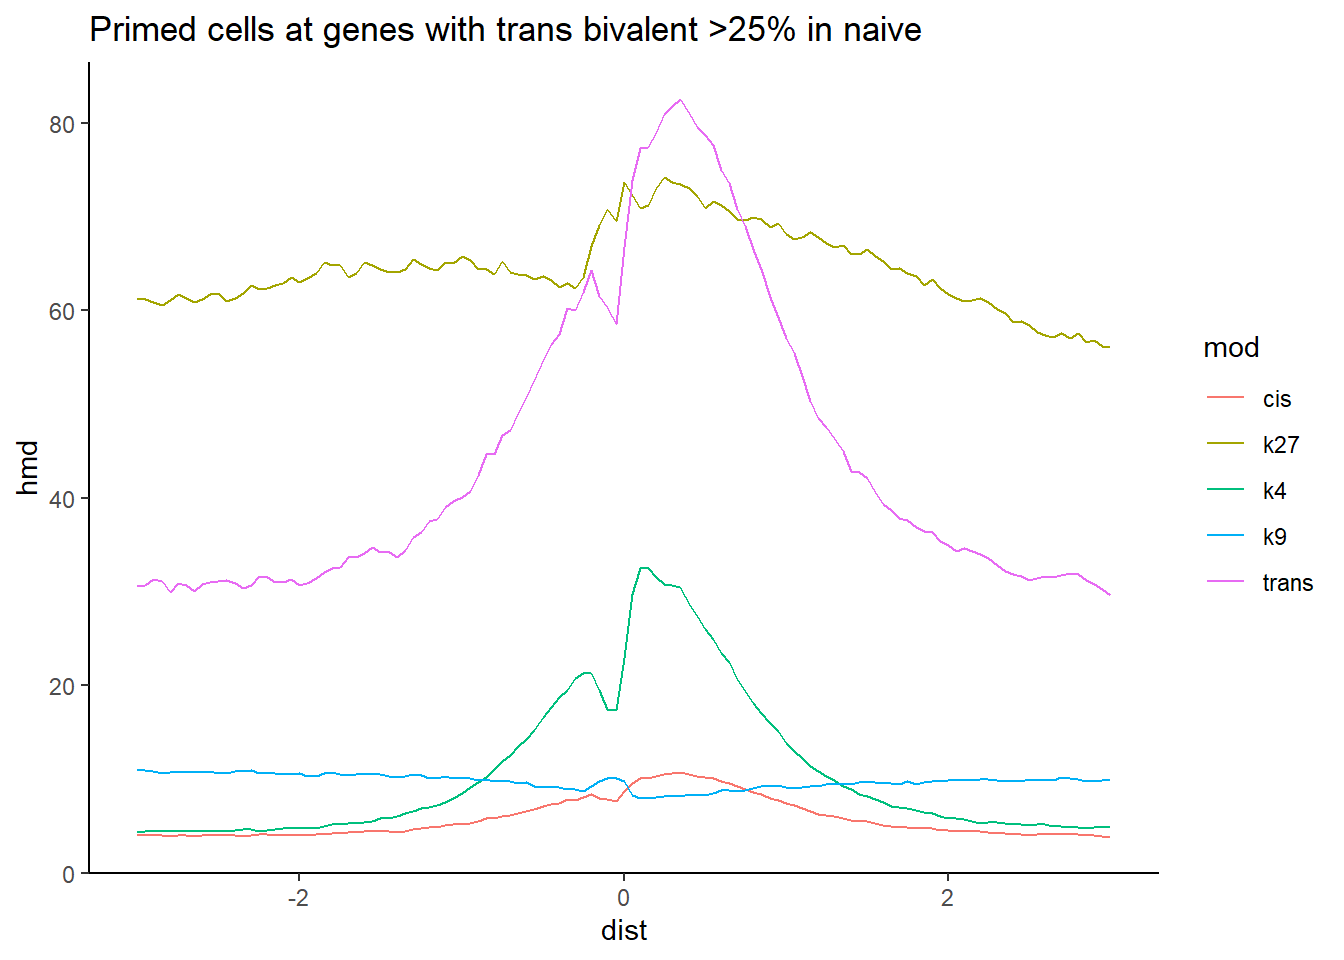 Primed cells at genes with trans bivalent >25% in naive
80
60
40
20
0
hmd
-2
0
2
dist
mod
cis
k27
k4
k9
trans